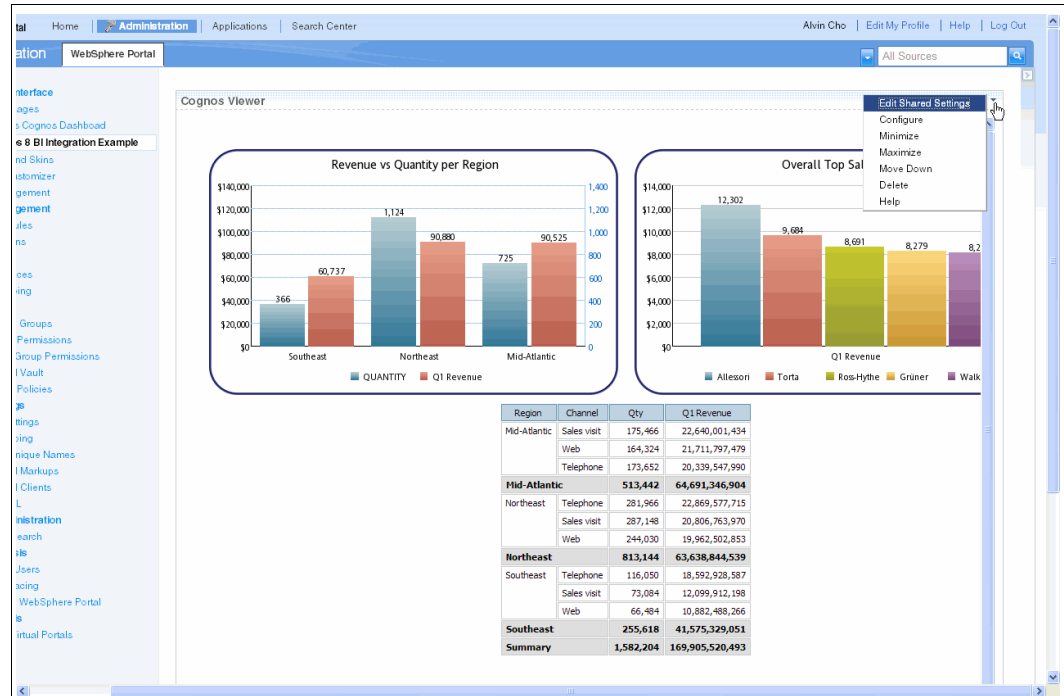 tal Home Administration Applications Search Center Alvin Cho Edit My Profile Help Log Out
ation WebSphere Portal All Sources
nterface
ages
s Cognos Dashboad
s 8 BI Integration Example
nd Skins
ustomizer
gement
gement
ules
ns
ces
ping
Groups
Permissions
Group Permissions
l Vault
Policies
gs
ttings
ping
nique Names
l Markups
l Clients
L
inistration
earch
sis
Users
acing
WebSphere Portal
ls
irtual Portals
Cognos Viewer
Edit Shared Settings
Configure
Minimize
Maximize
Move Down
Delete
Help
Revenue vs Quantity per Region
$140,000 1,400
$120,000 1,200
$100,000 1,000
$80,000 800
$60,000 600
$40,000 400
$20,000 200
$0 0
366 60,737 1,124 90,880 725 90,525
Southeast Northeast Mid-Atlantic
QUANTITY Q1 Revenue
Overall Top Sal
$14,000
$12,000
$10,000
$8,000
$6,000
$4,000
$2,000
$0
12,302 9,684 8,691 8,279 8,2
Q1 Revenue
Allessori Torta Ross-Hythe Grüner Walk
Region Channel Qty Q1 Revenue
Mid-Atlantic Sales visit 175,466 22,640,001,434
Web 164,324 21,711,797,479
Telephone 173,652 20,339,547,990
Mid-Atlantic 513,442 64,691,346,904
Northeast Telephone 281,966 22,869,577,715
Sales visit 287,148 20,806,763,970
Web 244,030 19,962,502,853
Northeast 813,144 63,638,844,539
Southeast Telephone 116,050 18,592,928,587
Sales visit 73,084 12,099,912,198
Web 66,484 10,882,488,266
Southeast 255,618 41,575,329,051
Summary 1,582,204 169,905,520,493